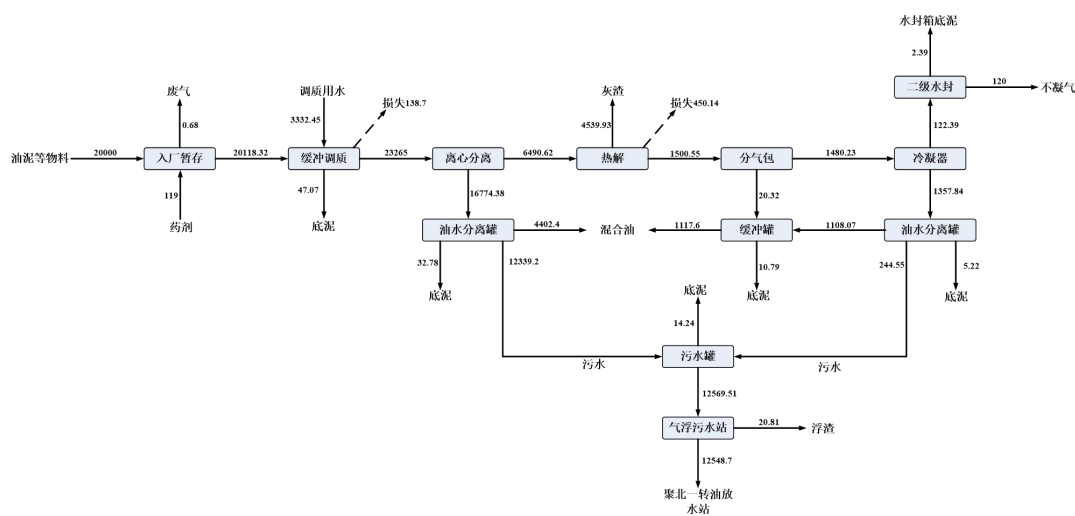 水封箱底泥
2.39
二级水封
120
不凝气
废气
0.68
调质用水
3332.45
损失138.7
灰渣
4539.93
损失450.14
122.39
油泥等物料
20000
入厂暂存
20118.32
缓冲调质
23265
离心分离
6490.62
热解
1500.55
分气包
1480.23
冷凝器
119
药剂
47.07
底泥
16774.38
20.32
1357.84
油水分离罐
4402.4
混合油
1117.6
缓冲罐
1108.07
油水分离罐
32.78
底泥
12339.2
10.79
底泥
244.55
5.22
底泥
底泥
14.24
污水
污水罐
污水
12569.51
气浮污水站
20.81
浮渣
12548.7
聚北一转油放
水站